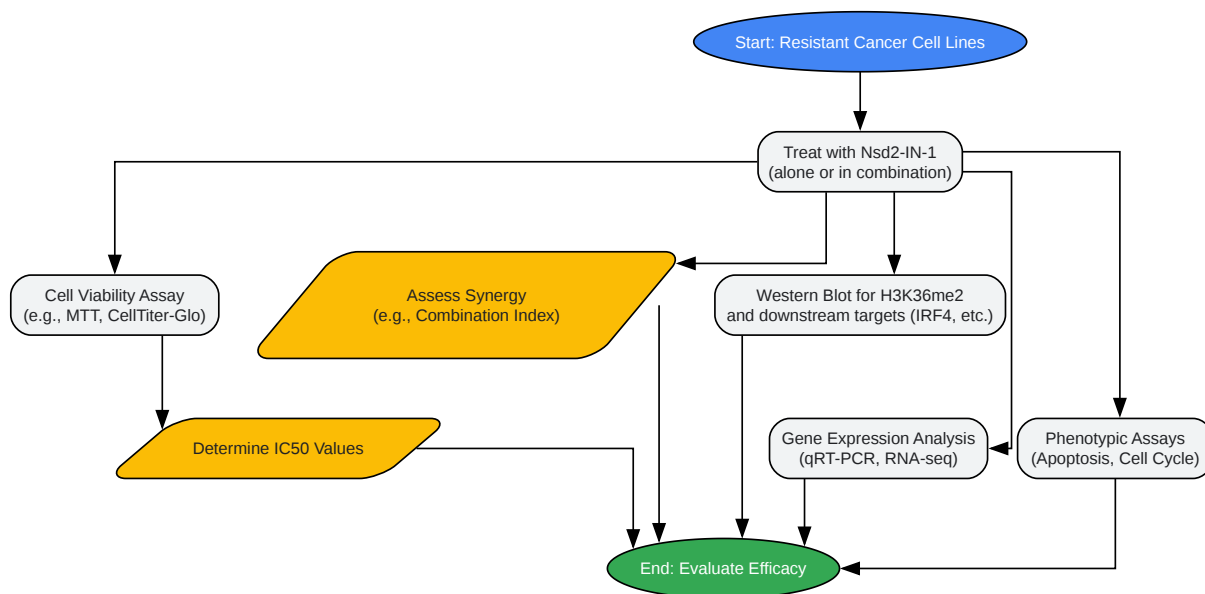 Start: Resistant Cancer Cell Lines
Treat with Nsd2-IN-1
(alone or in combination)
Cell Viability Assay
(e.g., MTT, CellTiter-Glo)
Assess Synergy
(e.g., Combination Index)
Western Blot for H3K36me2
and downstream targets (IRF4, etc.)
Determine IC50 Values
Gene Expression Analysis
(qRT-PCR, RNA-seq)
Phenotypic Assays
(Apoptosis, Cell Cycle)
End: Evaluate Efficacy